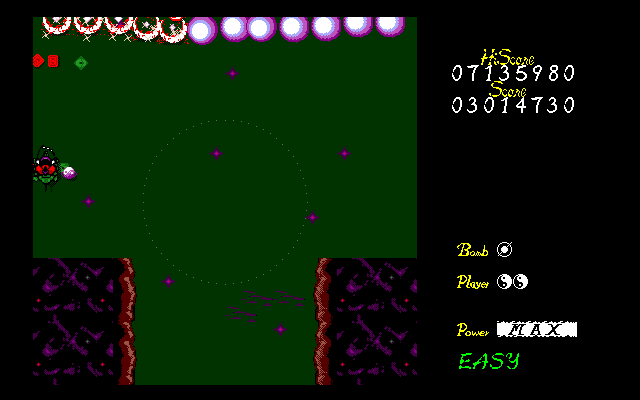 HiScore
07135980
Score
03014730
Bomb
Player
Power MAX
EASY